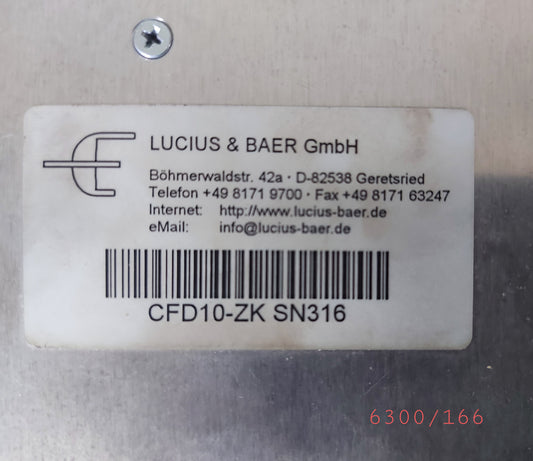 LUCIUS & BAER GmbH
Böhmerwaldstr. 42a · D-82538 Geretsried
Telefon +49 8171 9700 · Fax +49 8171 63247
Internet: http://www.lucius-baer.de
eMail: info@lucius-baer.de
CFD10-ZK SN316
6300/166